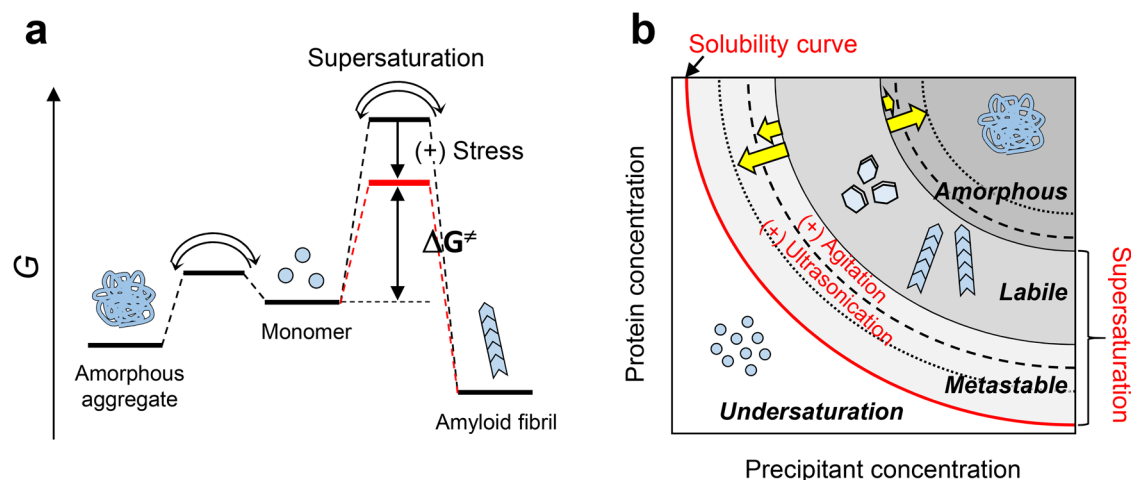 a
Supersaturation
(+) Stress
ΔG≠
G
Monomer
Amorphous
aggregate
Amyloid fibril
b
Solubility curve
Protein concentration
Amorphous
(+) Agitation
(+) Ultrasonication
Labile
Metastable
Undersaturation
Supersaturation
Precipitant concentration